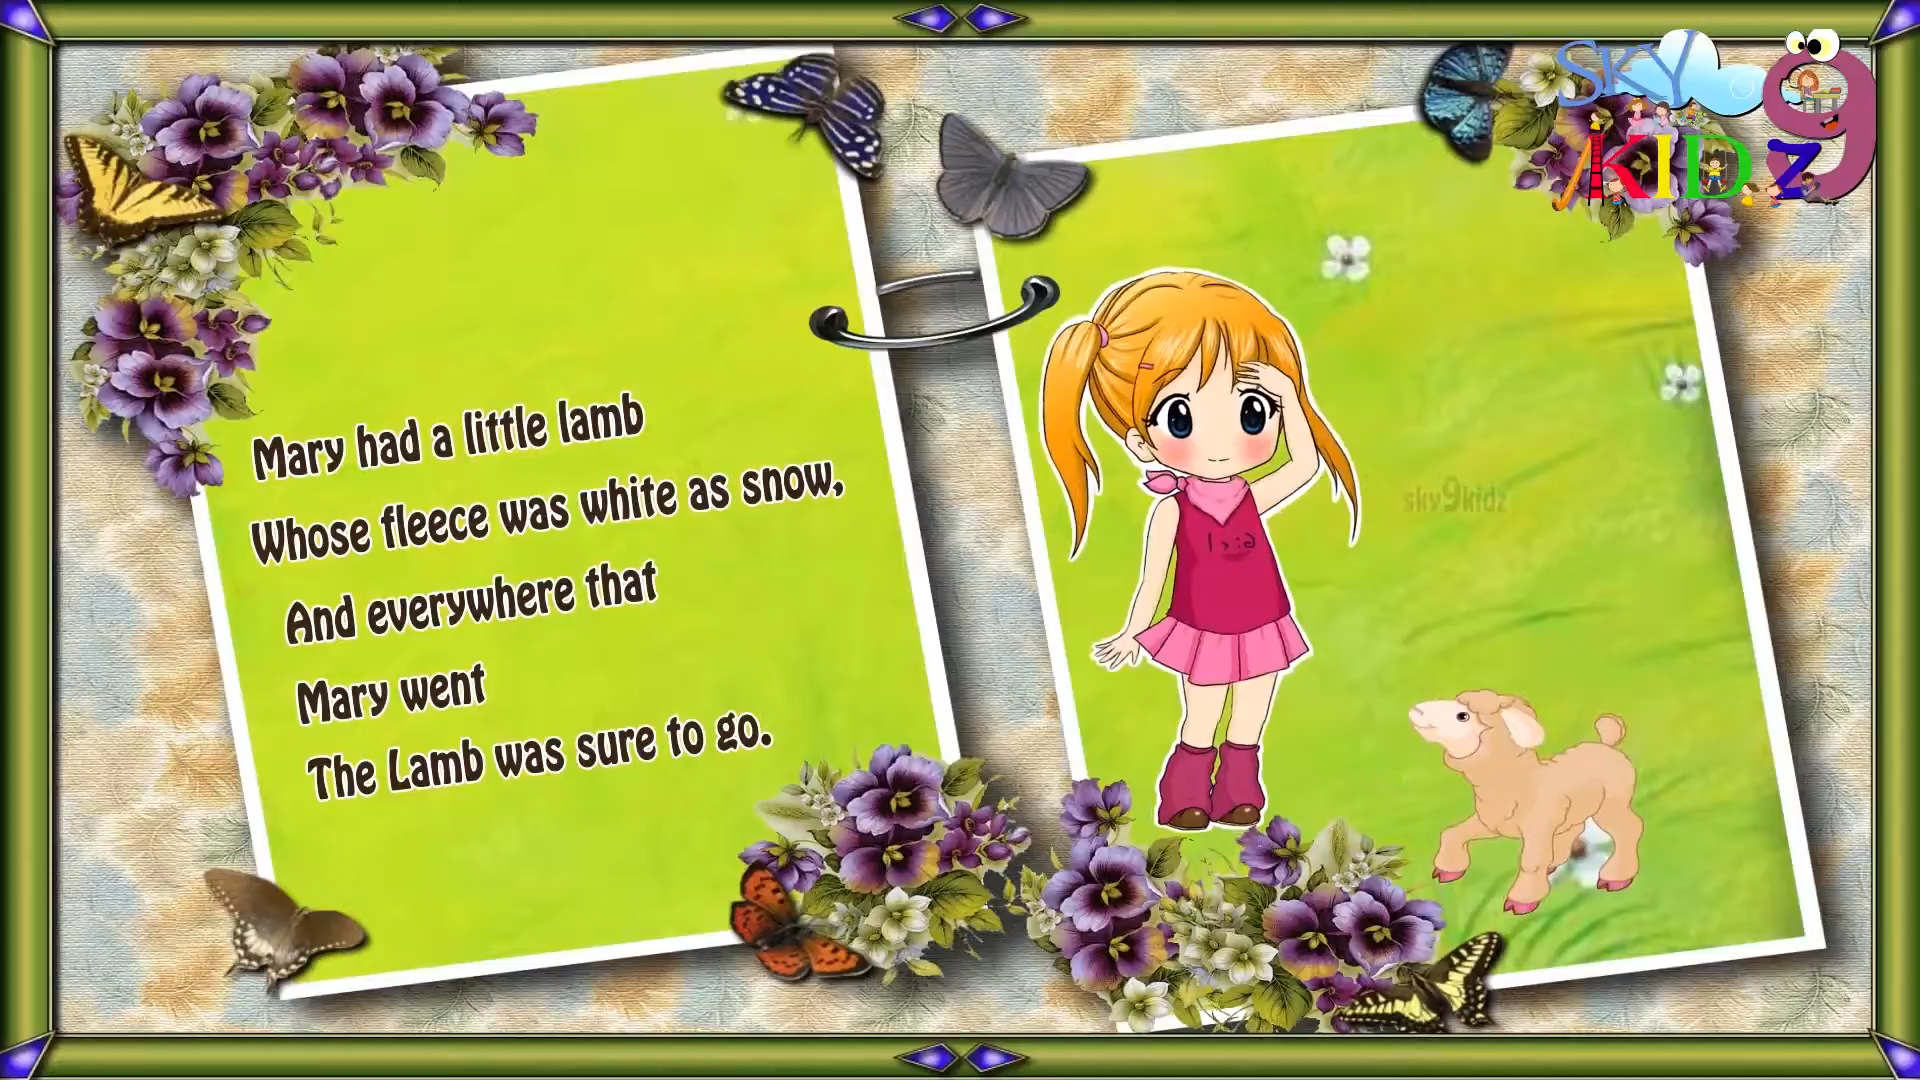 SKY 9
KIDZ
Mary had a little lamb
Whose fleece was white as snow,
And everywhere that
Mary went
The Lamb was sure to go.
sky9kidz